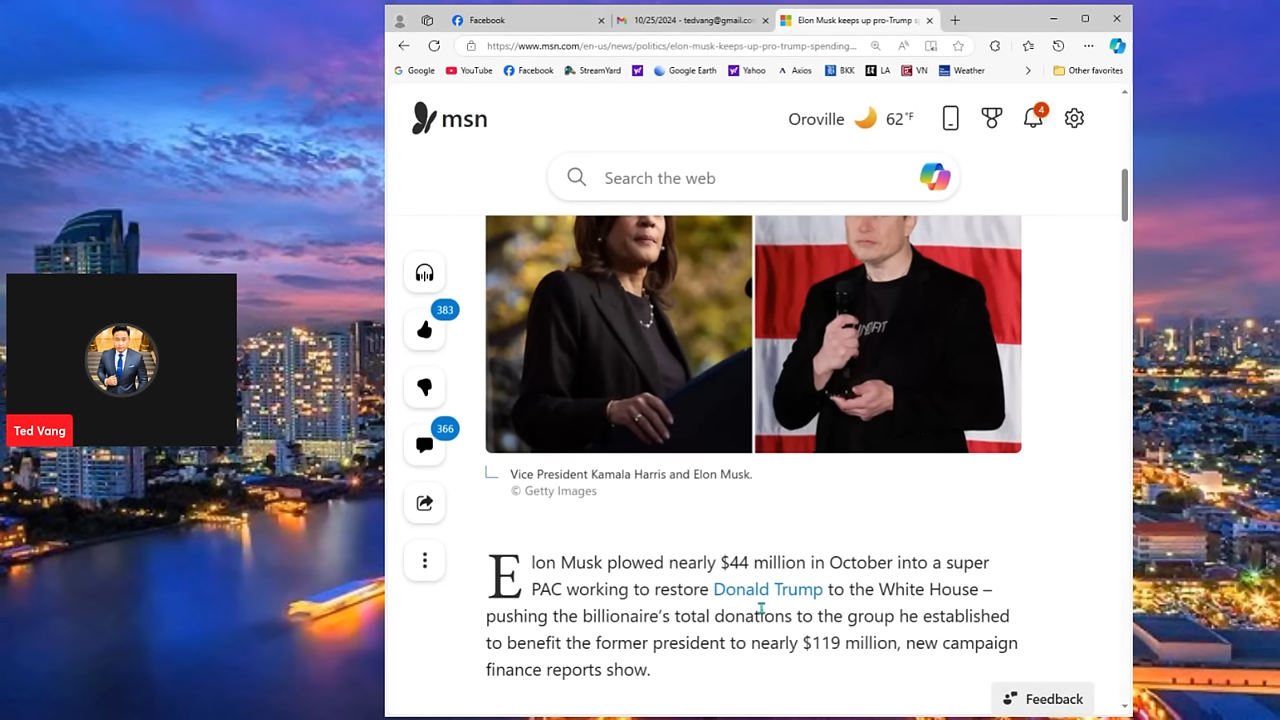 Facebook
10/25/2024 - tedvang@gmail.co
Elon Musk keeps up pro-Trump s
https://www.msn.com/en-us/news/politics/elon-musk-keeps-up-pro-trump-spending...
Google
YouTube
Facebook
StreamYard
Google Earth
Yahoo
Axios
BKK
LA
VN
Weather
Other favorites
msn
Oroville
62°F
4
Search the web
383
366
Ted Vang
Vice President Kamala Harris and Elon Musk.
© Getty Images
Elon Musk plowed nearly $44 million in October into a super
PAC working to restore Donald Trump to the White House –
pushing the billionaire's total donations to the group he established
to benefit the former president to nearly $119 million, new campaign
finance reports show.
Feedback